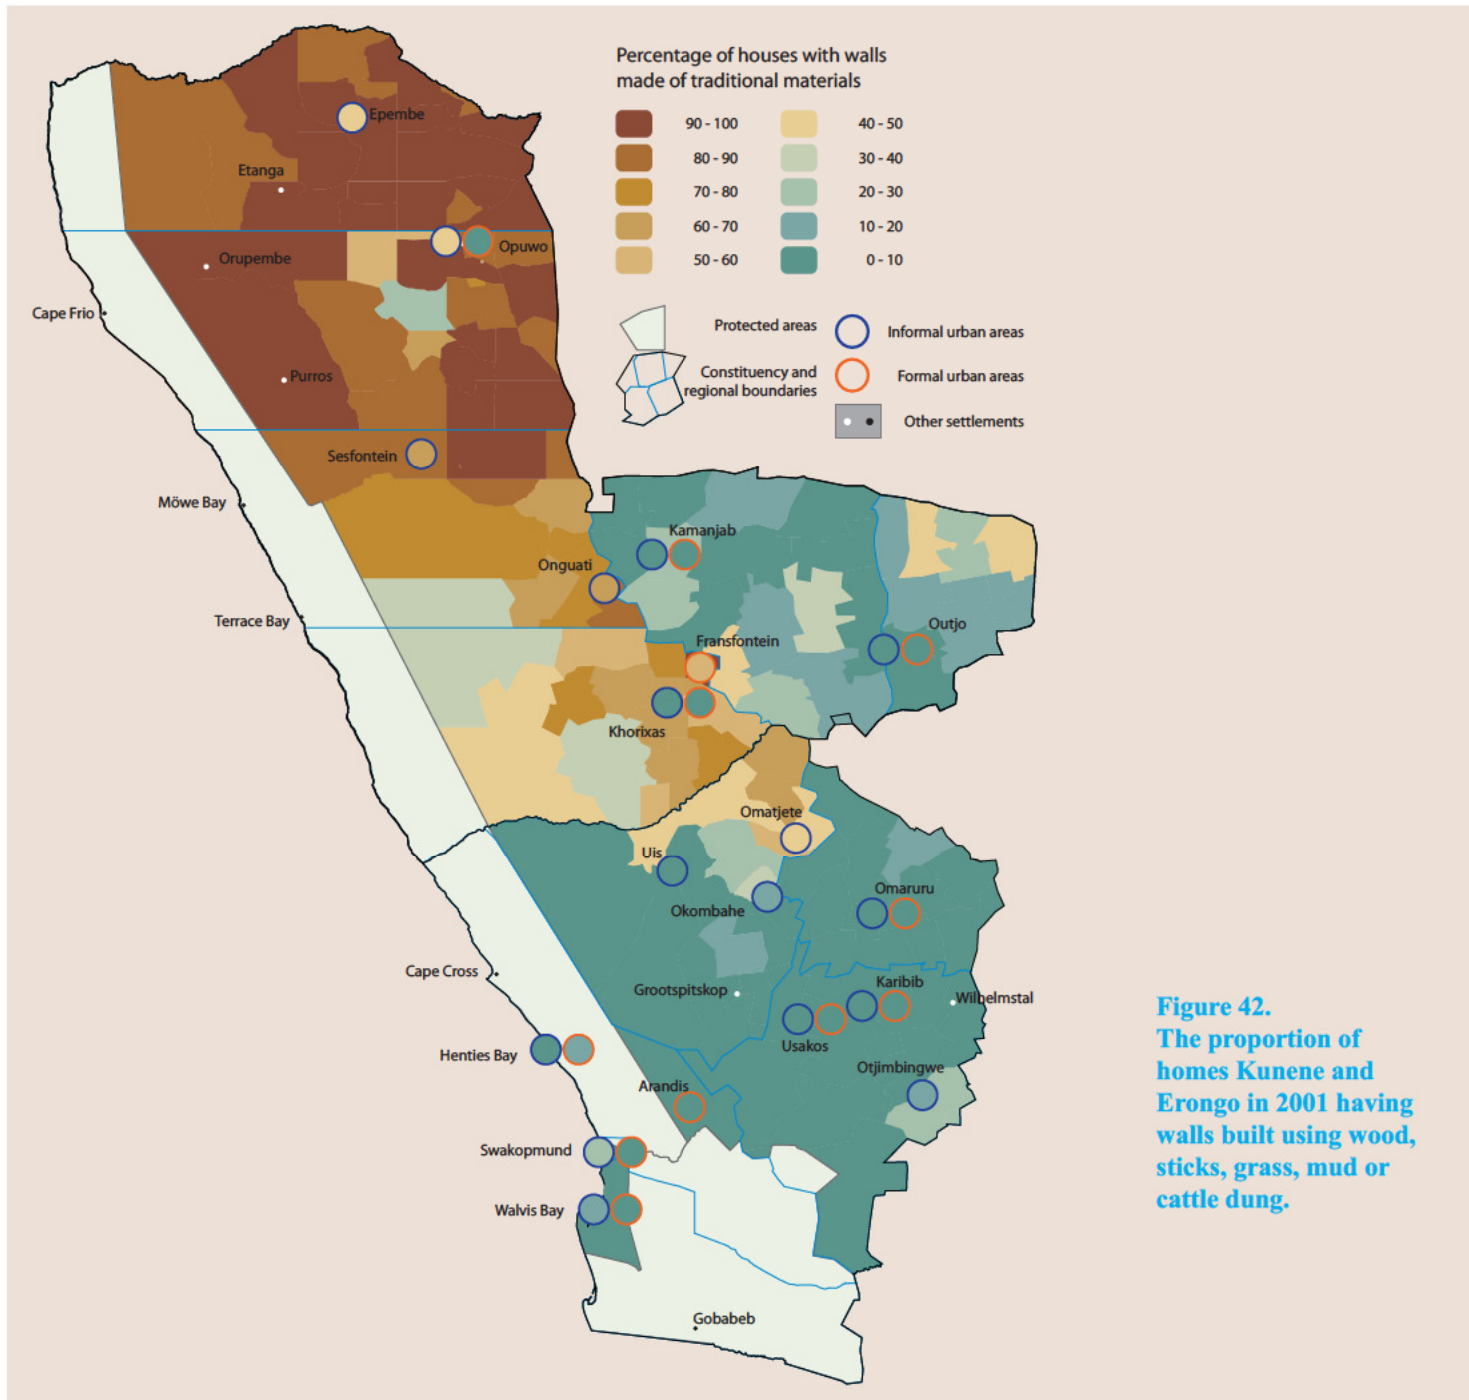 Percentage of houses with walls
made of traditional materials
90 - 100
80 - 90
70 - 80
60 - 70
50 - 60
40 - 50
30 - 40
20 - 30
10 - 20
0 - 10
Protected areas
Constituency and
regional boundaries
Informal urban areas
Formal urban areas
Other settlements
Epembe
Etanga
Opuwo
Orupembe
Cape Frio
Purros
Sesfontein
Möwe Bay
Kamanjab
Onguati
Terrace Bay
Outjo
Fransfontein
Khorixas
Omatjete
Uis
Omaruru
Okombahe
Cape Cross
Grootspitskop
Karibib
Wilhelmstal
Usakos
Henties Bay
Otjimbingwe
Arandis
Swakopmund
Walvis Bay
Gobabeb
Figure 42.
The proportion of
homes Kunene and
Erongo in 2001 having
walls built using wood,
sticks, grass, mud or
cattle dung.